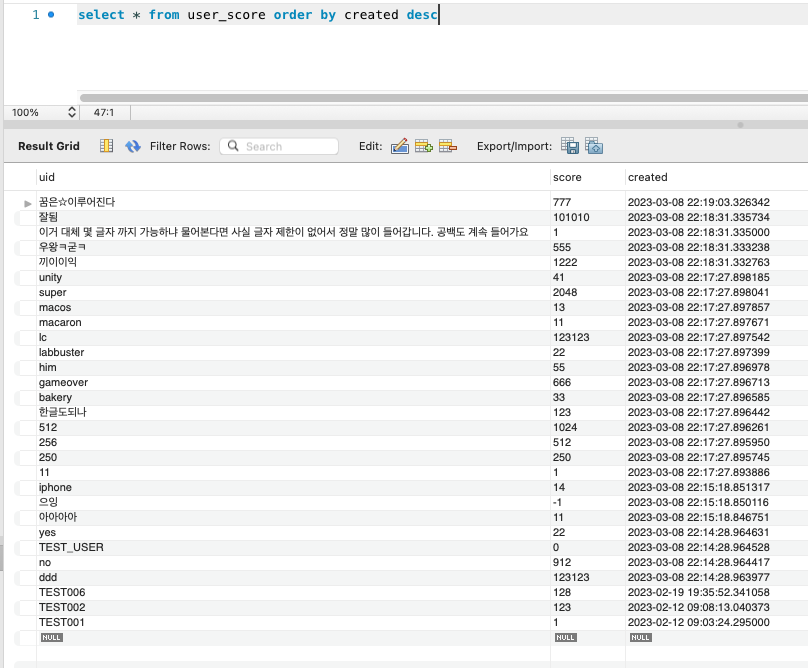 1 select * from user_score order by created desc
100% 47:1
Result Grid Filter Rows: Search Edit: Export/Import:
uid score created
꿈은☆이루어진다 777 2023-03-08 22:19:03.326342
잘됨 101010 2023-03-08 22:18:31.335734
이거 대체 몇 글자 까지 가능하냐 물어본다면 사실 글자 제한이 없어서 정말 많이 들어갑니다. 공백도 계속 들어가요 1 2023-03-08 22:18:31.335000
우왕ㅋ굳ㅋ 555 2023-03-08 22:18:31.333238
끼이이익 1222 2023-03-08 22:18:31.332763
unity 41 2023-03-08 22:17:27.898185
super 2048 2023-03-08 22:17:27.898041
macos 13 2023-03-08 22:17:27.897857
macaron 11 2023-03-08 22:17:27.897671
lc 123123 2023-03-08 22:17:27.897542
labbuster 22 2023-03-08 22:17:27.897399
him 55 2023-03-08 22:17:27.896978
gameover 666 2023-03-08 22:17:27.896713
bakery 33 2023-03-08 22:17:27.896585
한글도되나 123 2023-03-08 22:17:27.896442
512 1024 2023-03-08 22:17:27.896261
256 512 2023-03-08 22:17:27.895950
250 250 2023-03-08 22:17:27.895745
11 1 2023-03-08 22:17:27.893886
iphone 14 2023-03-08 22:15:18.851317
으잉 -1 2023-03-08 22:15:18.850116
아아아아 11 2023-03-08 22:15:18.846751
yes 22 2023-03-08 22:14:28.964631
TEST_USER 0 2023-03-08 22:14:28.964528
no 912 2023-03-08 22:14:28.964417
ddd 123123 2023-03-08 22:14:28.963977
TEST006 128 2023-02-19 19:35:52.341058
TEST002 123 2023-02-12 09:08:13.040373
TEST001 1 2023-02-12 09:03:24.295000
NULL NULL NULL